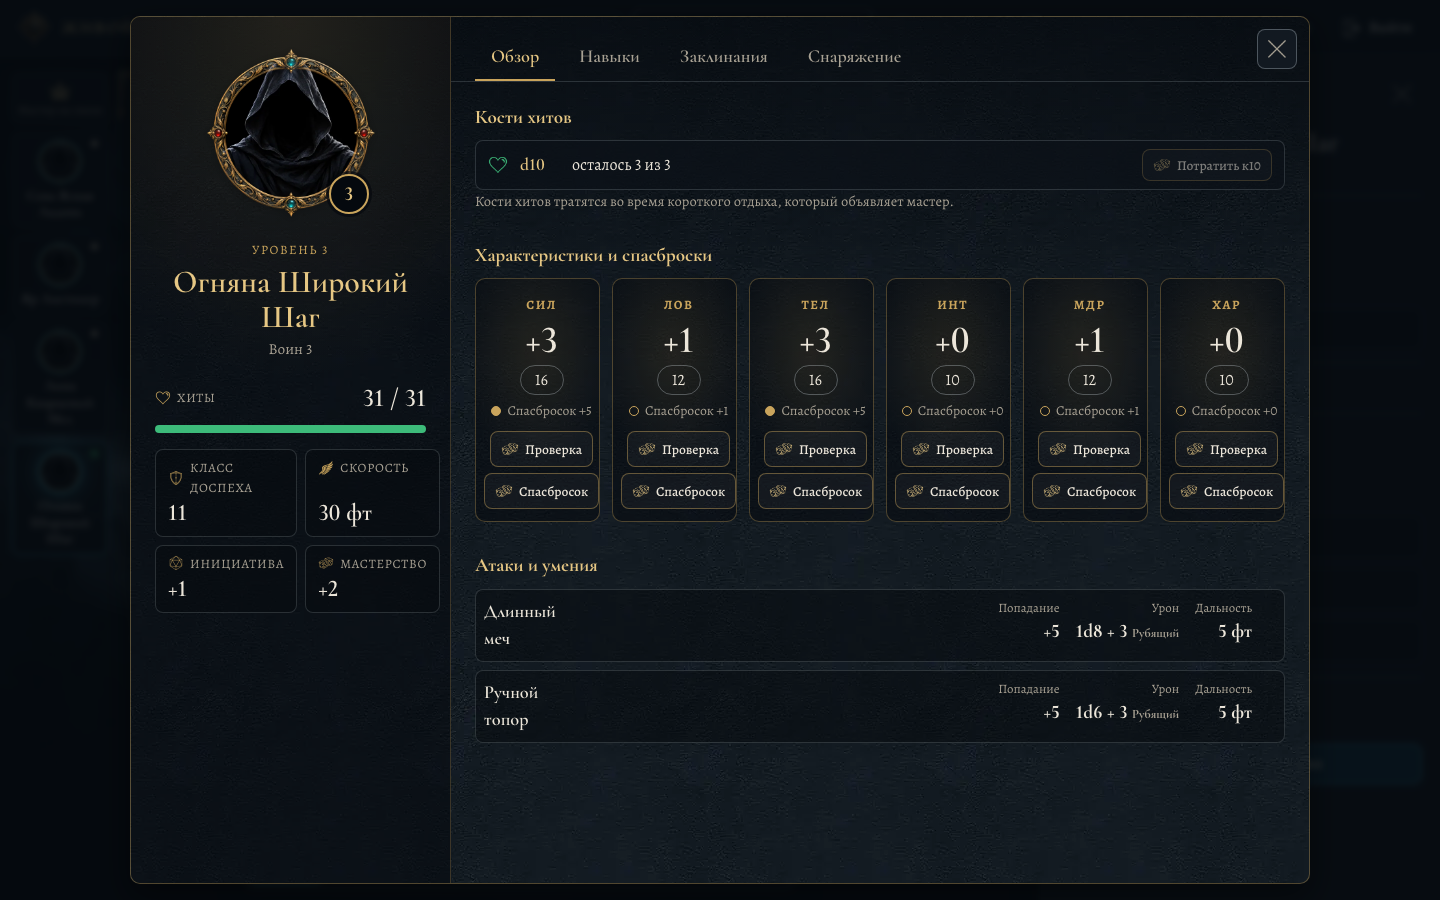 Обзор Навыки Заклинания Снаряжение
3
УРОВЕНЬ 3
Огняна Широкий
Шаг
Воин 3
ХИТЫ 31 / 31
КЛАСС
ДОСПЕХА
11
СКОРОСТЬ
30 фт
ИНИЦИАТИВА
+1
МАСТЕРСТВО
+2
Кости хитов
d10 осталось 3 из 3 Потратить к10
Кости хитов тратятся во время короткого отдыха, который объявляет мастер.
Характеристики и спасброски
СИЛ ЛОВ ТЕЛ ИНТ МДР ХАР
+3 +1 +3 +0 +1 +0
16 12 16 10 12 10
Спасбросок +5 Спасбросок +1 Спасбросок +5 Спасбросок +0 Спасбросок +1 Спасбросок +0
Проверка Проверка Проверка Проверка Проверка Проверка
Спасбросок Спасбросок Спасбросок Спасбросок Спасбросок Спасбросок
Атаки и умения
Длинный
меч
Попадание Урон Дальность
+5 1d8 + 3 Рубящий 5 фт
Ручной
топор
Попадание Урон Дальность
+5 1d6 + 3 Рубящий 5 фт